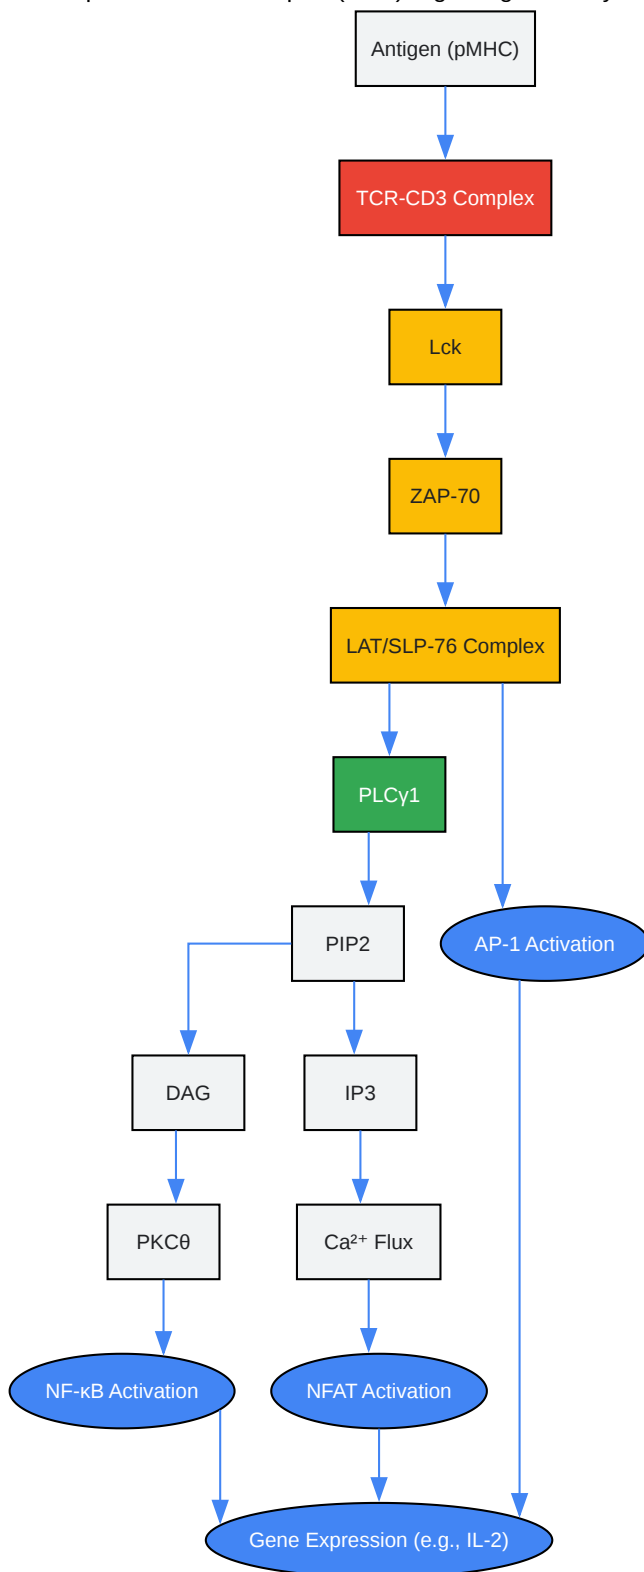 Antigen (pMHC)
TCR-CD3 Complex
Lck
ZAP-70
LAT/SLP-76 Complex
PLCγ1
PIP2
AP-1 Activation
DAG
IP3
PKCθ
Ca²⁺ Flux
NF-κB Activation
NFAT Activation
Gene Expression (e.g., IL-2)